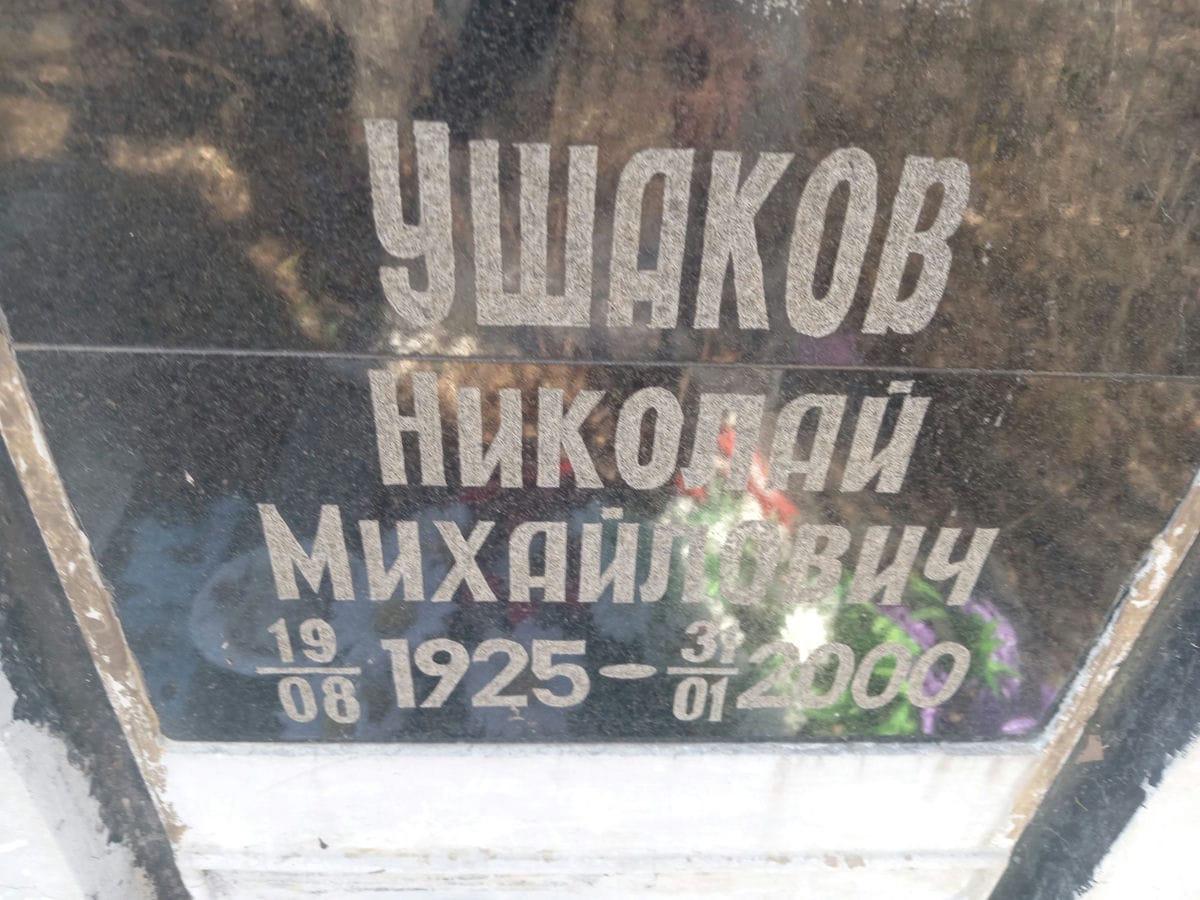 УШАКОВ
Николай
Михайлович
19/08 1925 – 31/01 2000